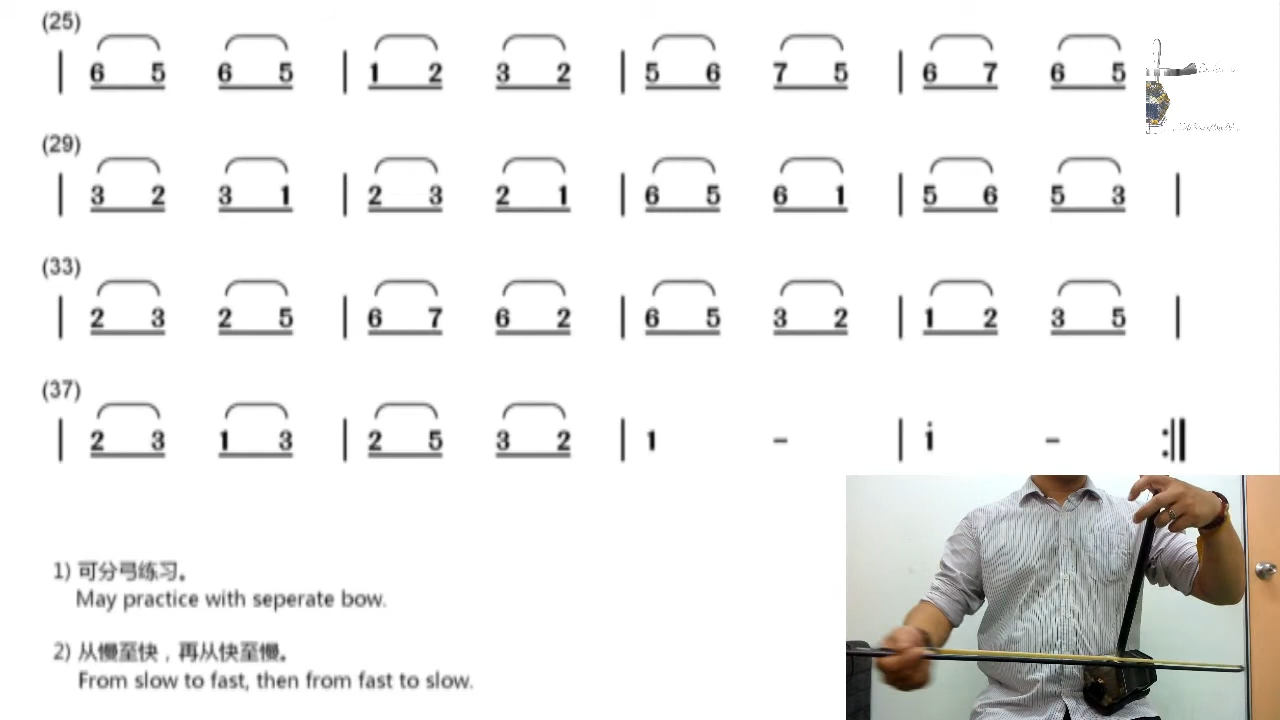 (25)
| 6 5 6 5 | 1 2 3 2 | 5 6 7 5 | 6 7 6 5
(29)
| 3 2 3 1 | 2 3 2 1 | 6 5 6 1 | 5 6 5 3 |
(33)
| 2 3 2 5 | 6 7 6 2 | 6 5 3 2 | 1 2 3 5 |
(37)
| 2 3 1 3 | 2 5 3 2 | 1 – | i – :||
1) 可分弓练习。
May practice with seperate bow.
2) 从慢至快，再从快至慢。
From slow to fast, then from fast to slow.